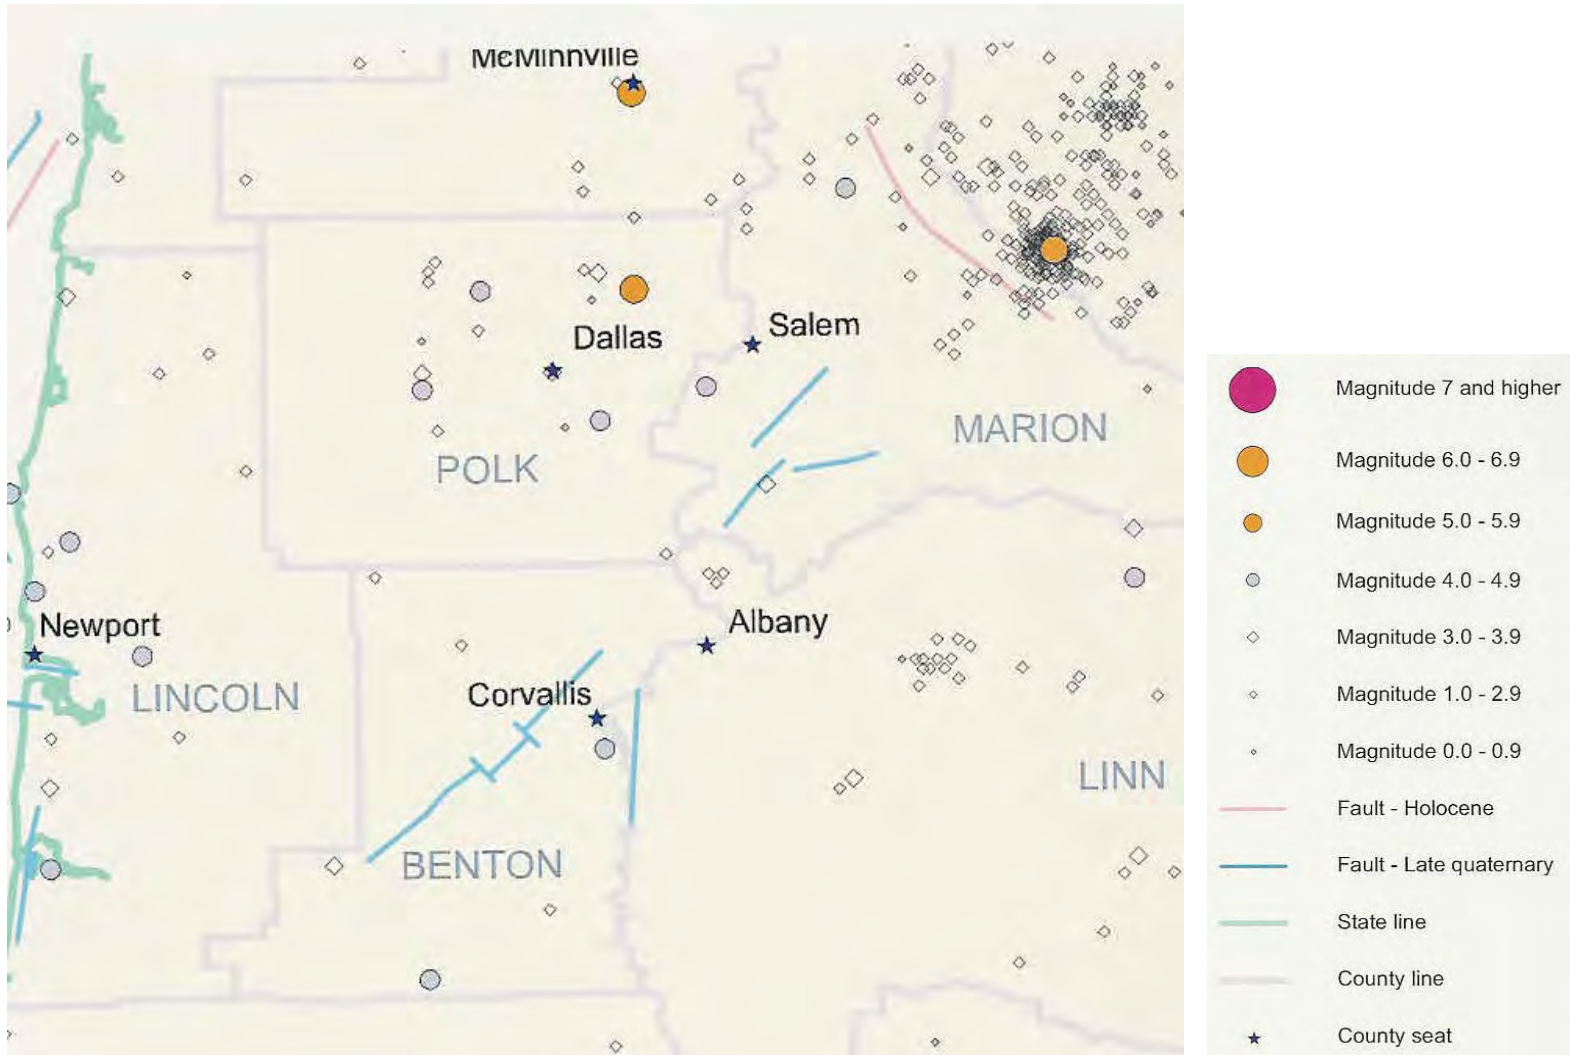 McMinnville
Dallas
Salem
MARION
POLK
Newport
Albany
LINCOLN
Corvallis
LINN
BENTON
Magnitude 7 and higher
Magnitude 6.0 - 6.9
Magnitude 5.0 - 5.9
Magnitude 4.0 - 4.9
Magnitude 3.0 - 3.9
Magnitude 1.0 - 2.9
Magnitude 0.0 - 0.9
Fault - Holocene
Fault - Late quaternary
State line
County line
County seat